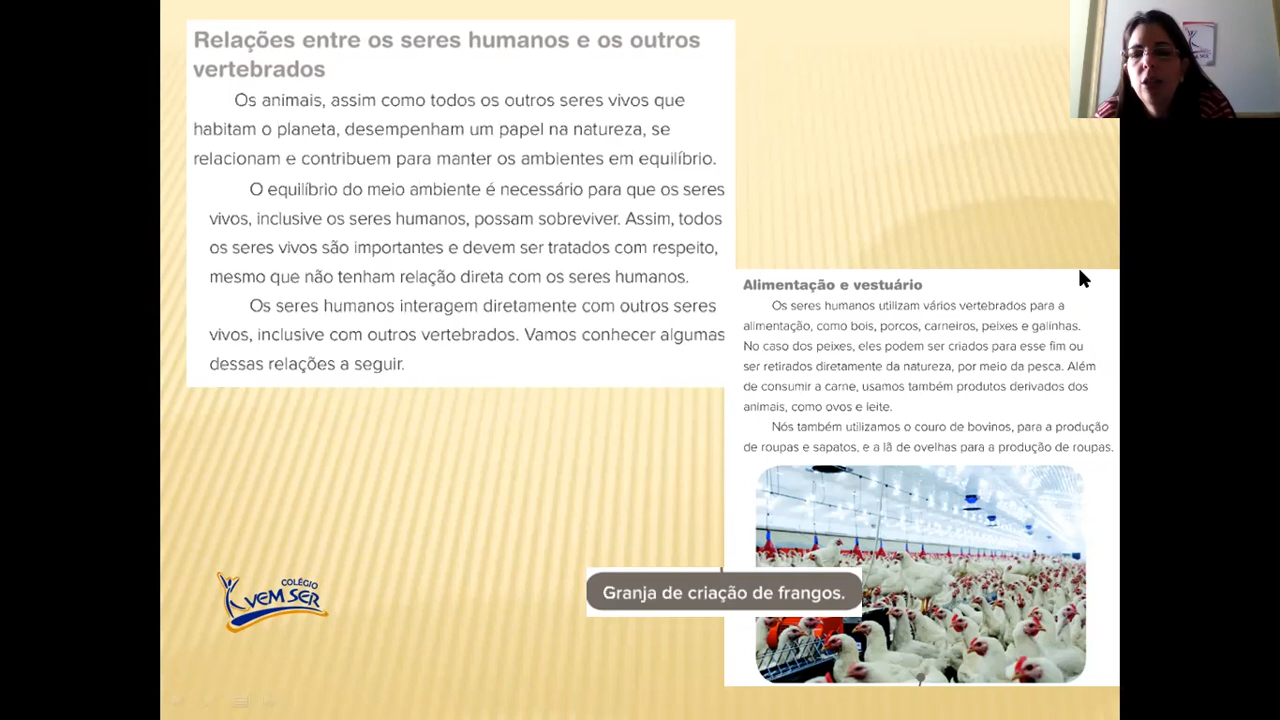 Relações entre os seres humanos e os outros
vertebrados
Os animais, assim como todos os outros seres vivos que
habitam o planeta, desempenham um papel na natureza, se
relacionam e contribuem para manter os ambientes em equilíbrio.
O equilíbrio do meio ambiente é necessário para que os seres
vivos, inclusive os seres humanos, possam sobreviver. Assim, todos
os seres vivos são importantes e devem ser tratados com respeito,
mesmo que não tenham relação direta com os seres humanos.
Os seres humanos interagem diretamente com outros seres
vivos, inclusive com outros vertebrados. Vamos conhecer algumas
dessas relações a seguir.
Alimentação e vestuário
Os seres humanos utilizam vários vertebrados para a
alimentação, como bois, porcos, carneiros, peixes e galinhas.
No caso dos peixes, eles podem ser criados para esse fim ou
ser retirados diretamente da natureza, por meio da pesca. Além
de consumir a carne, usamos também produtos derivados dos
animais, como ovos e leite.
Nós também utilizamos o couro de bovinos, para a produção
de roupas e sapatos, e a lã de ovelhas para a produção de roupas.
Granja de criação de frangos.
COLÉGIO
VEM SER